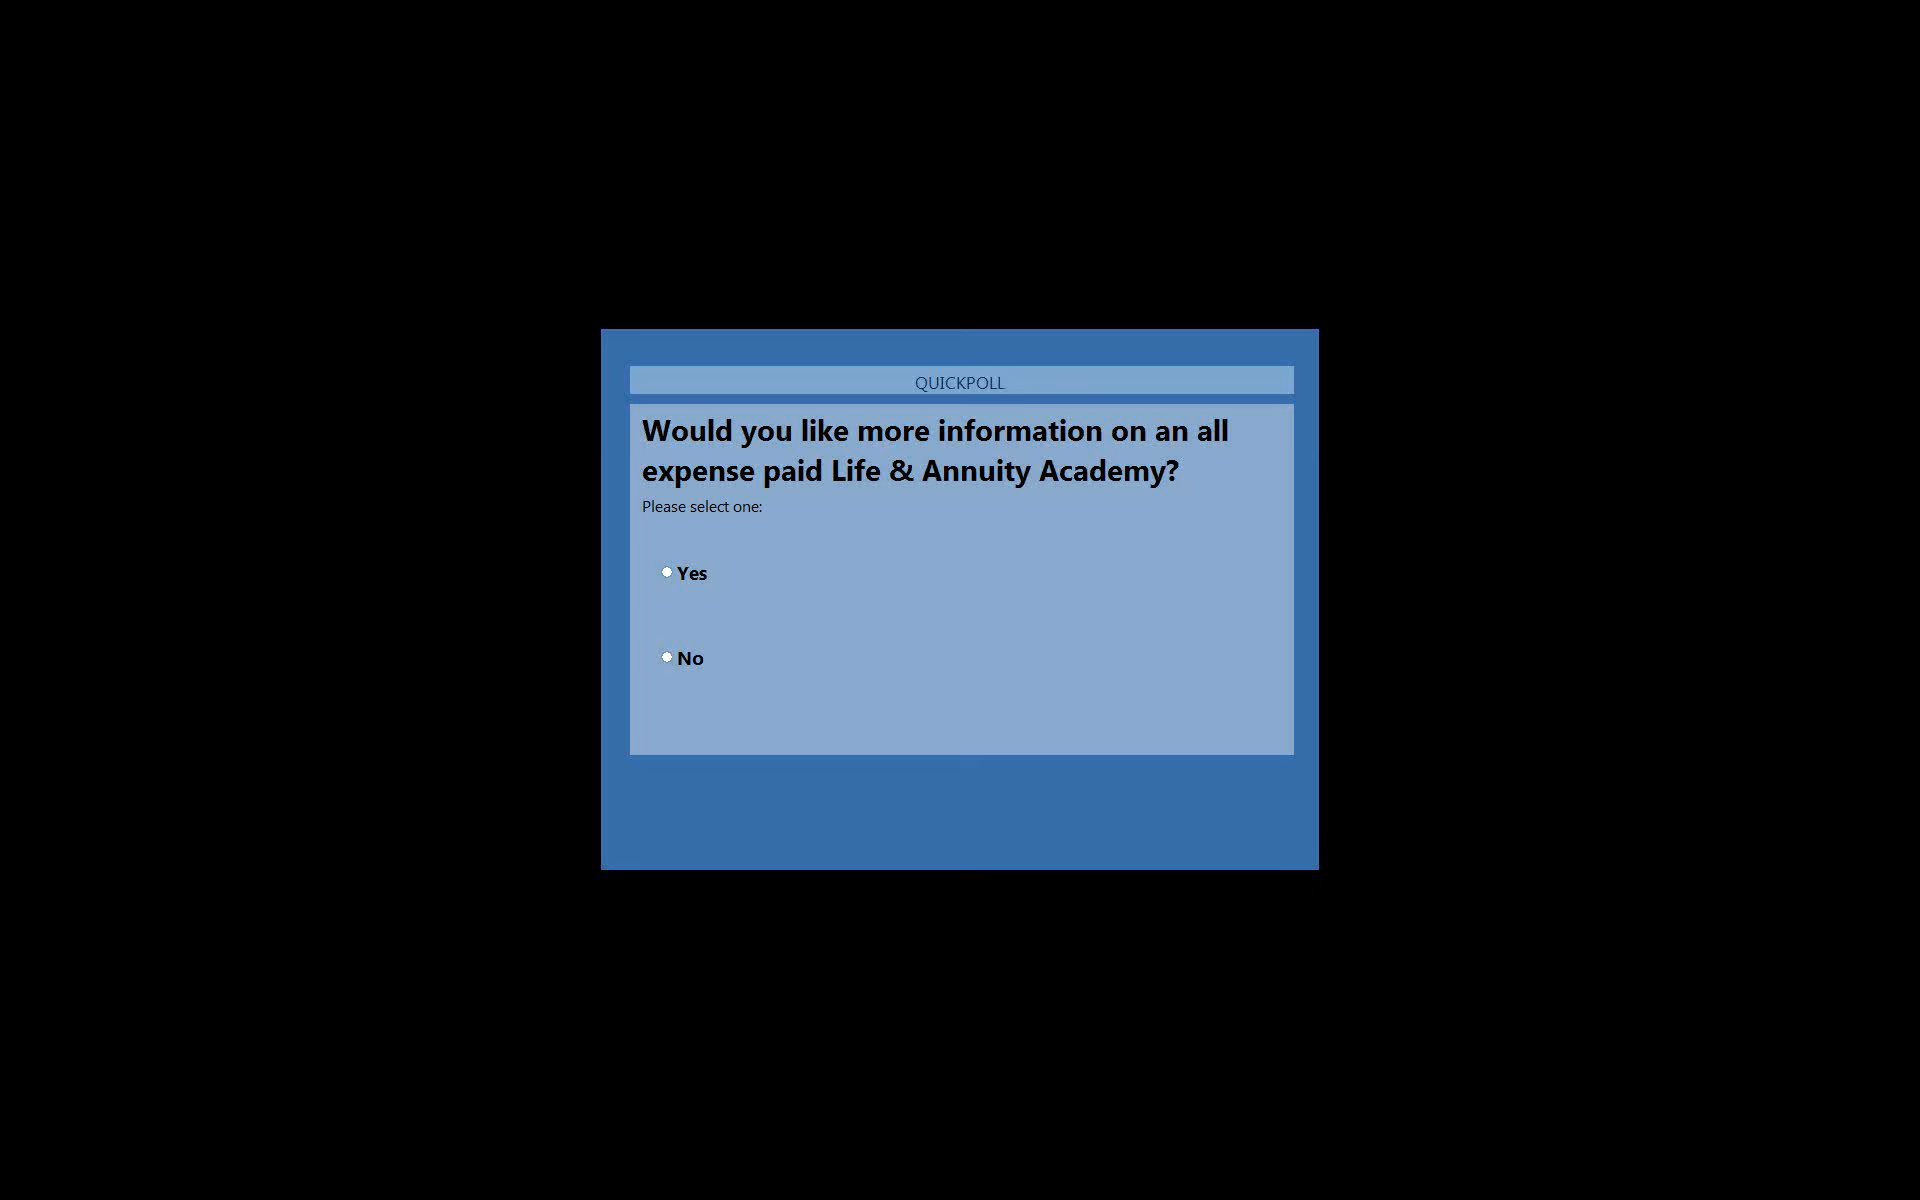 QUICKPOLL
Would you like more information on an all
expense paid Life & Annuity Academy?
Please select one:
Yes
No